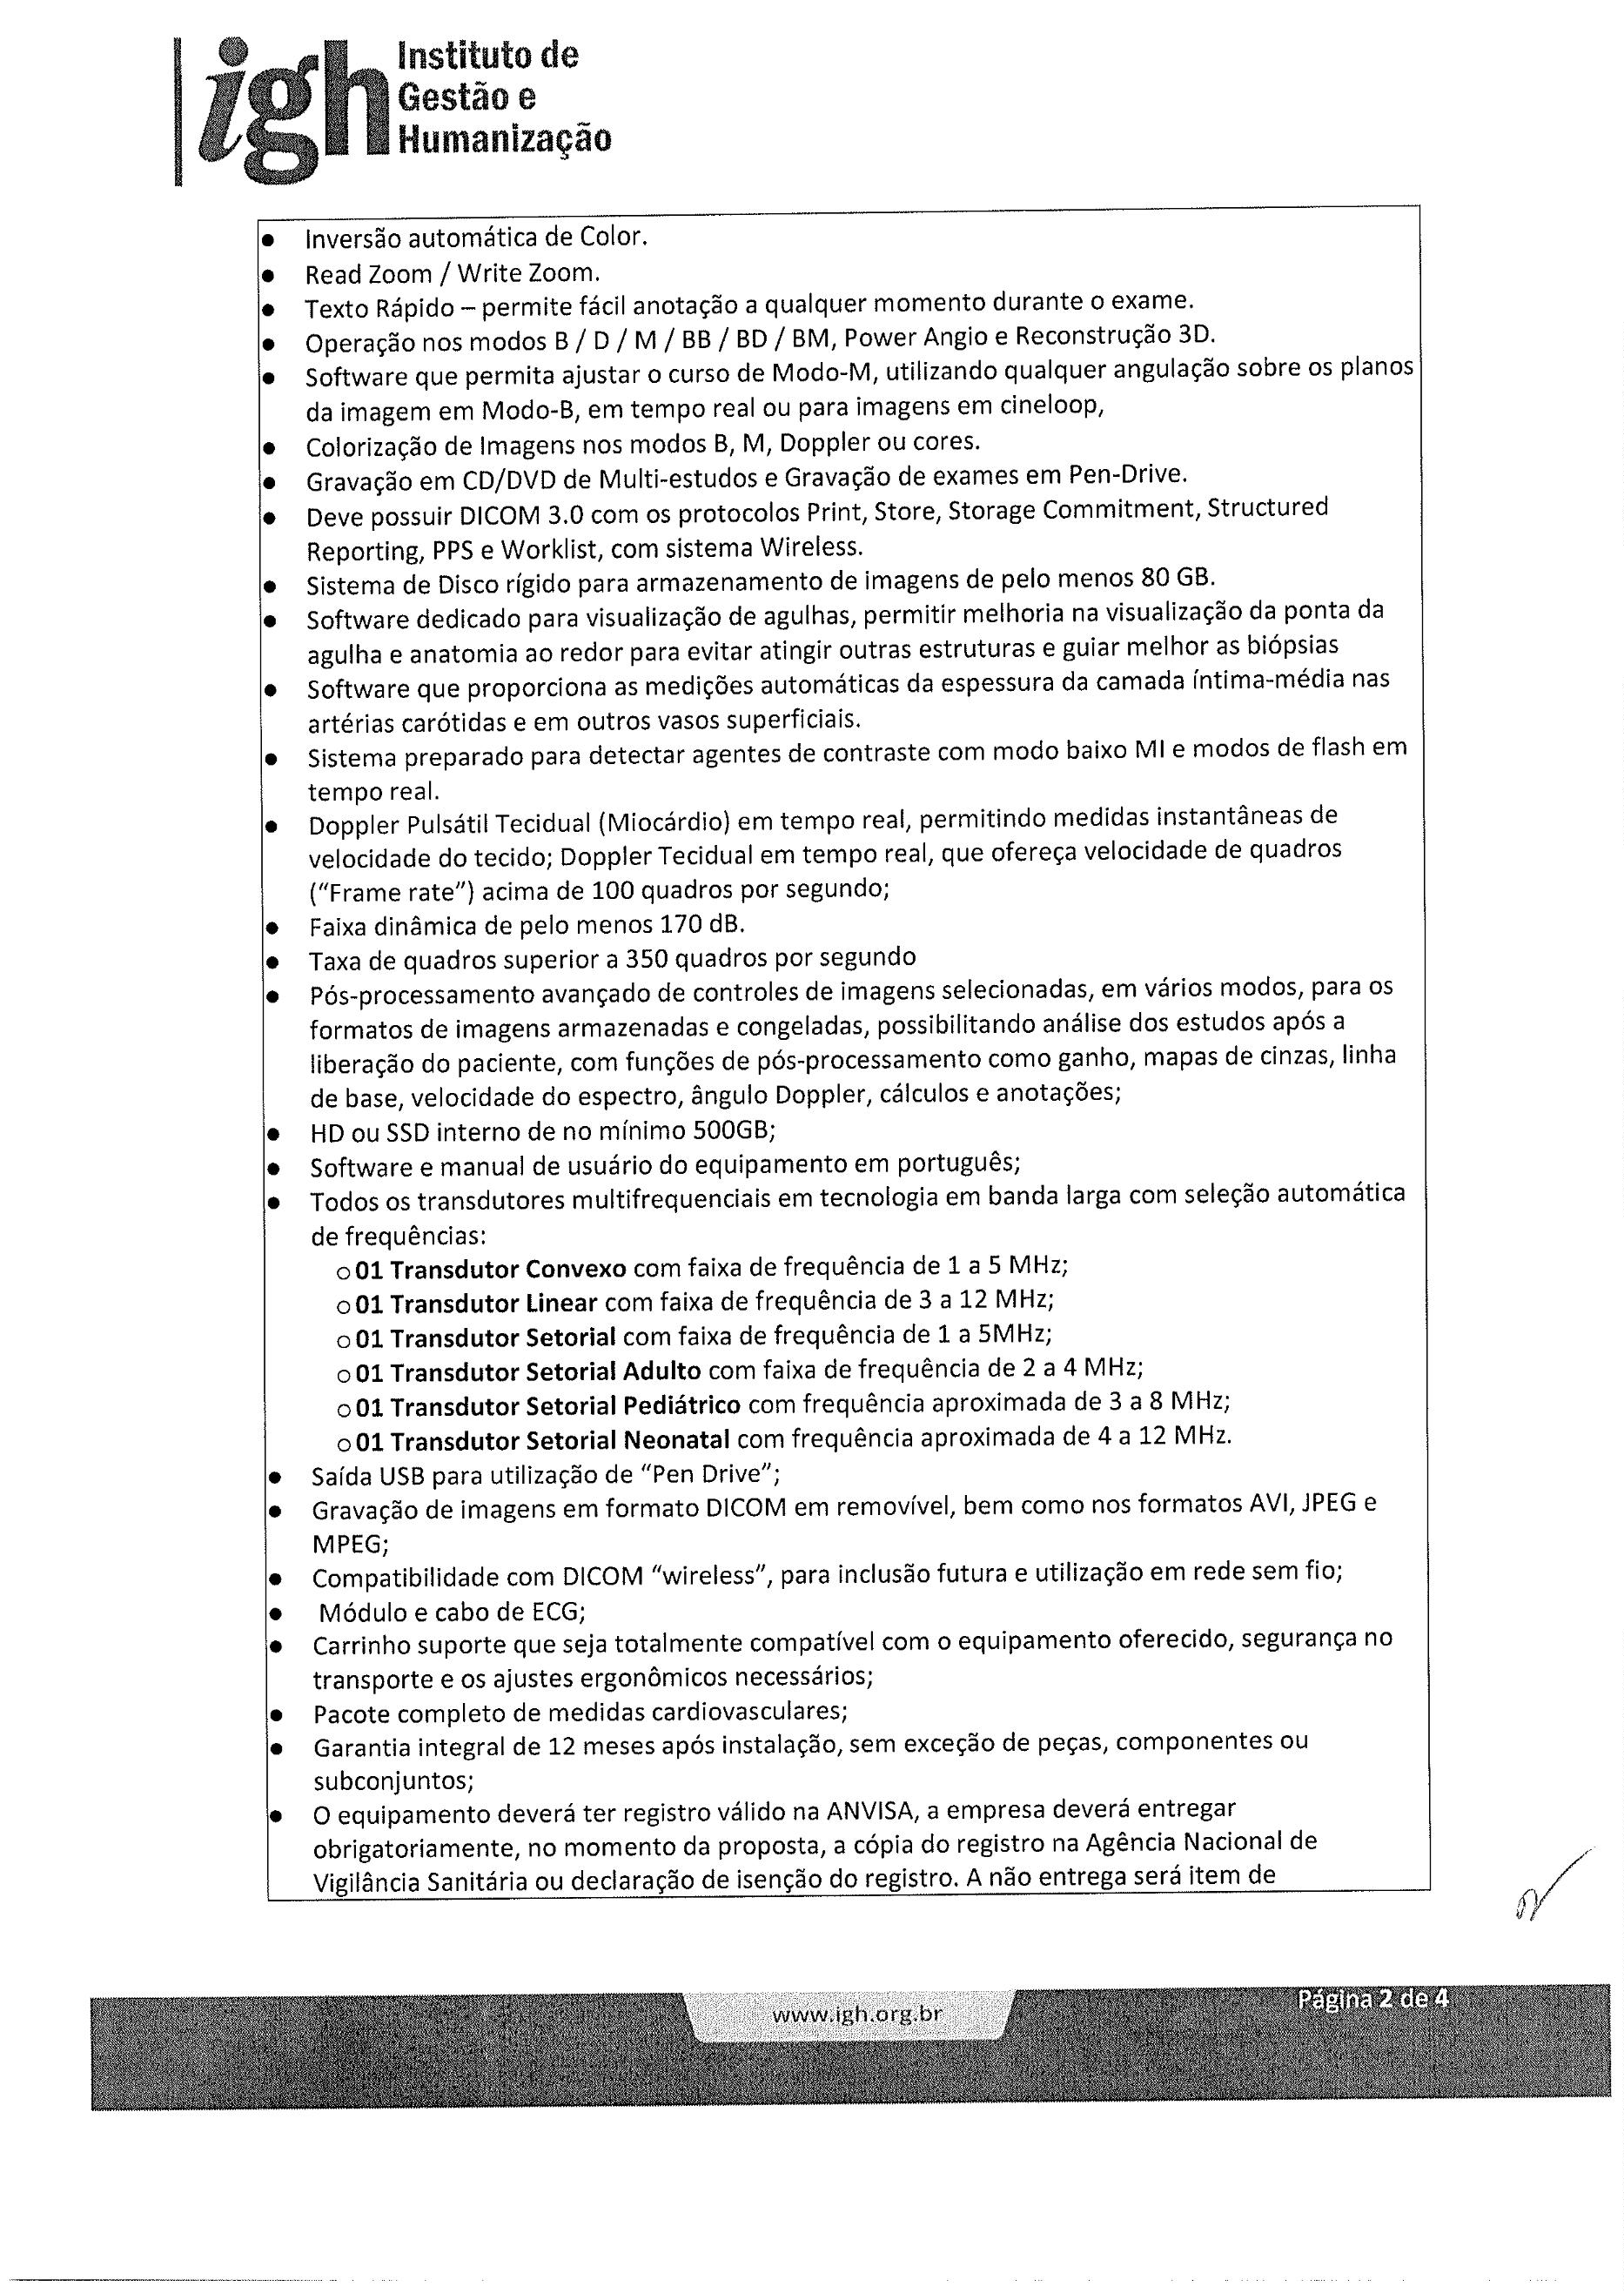 igh Instituto de
Gestão e
Humanização
• Inversão automática de Color.
• Read Zoom / Write Zoom.
• Texto Rápido – permite fácil anotação a qualquer momento durante o exame.
• Operação nos modos B / D / M / BB / BD / BM, Power Angio e Reconstrução 3D.
• Software que permita ajustar o curso de Modo-M, utilizando qualquer angulação sobre os planos
da imagem em Modo-B, em tempo real ou para imagens em cineloop,
• Colorização de Imagens nos modos B, M, Doppler ou cores.
• Gravação em CD/DVD de Multi-estudos e Gravação de exames em Pen-Drive.
• Deve possuir DICOM 3.0 com os protocolos Print, Store, Storage Commitment, Structured
Reporting, PPS e Worklist, com sistema Wireless.
• Sistema de Disco rígido para armazenamento de imagens de pelo menos 80 GB.
• Software dedicado para visualização de agulhas, permitir melhoria na visualização da ponta da
agulha e anatomia ao redor para evitar atingir outras estruturas e guiar melhor as biópsias
• Software que proporciona as medições automáticas da espessura da camada íntima-média nas
artérias carótidas e em outros vasos superficiais.
• Sistema preparado para detectar agentes de contraste com modo baixo MI e modos de flash em
tempo real.
• Doppler Pulsátil Tecidual (Miocárdio) em tempo real, permitindo medidas instantâneas de
velocidade do tecido; Doppler Tecidual em tempo real, que ofereça velocidade de quadros
("Frame rate") acima de 100 quadros por segundo;
• Faixa dinâmica de pelo menos 170 dB.
• Taxa de quadros superior a 350 quadros por segundo
• Pós-processamento avançado de controles de imagens selecionadas, em vários modos, para os
formatos de imagens armazenadas e congeladas, possibilitando análise dos estudos após a
liberação do paciente, com funções de pós-processamento como ganho, mapas de cinzas, linha
de base, velocidade do espectro, ângulo Doppler, cálculos e anotações;
• HD ou SSD interno de no mínimo 500GB;
• Software e manual de usuário do equipamento em português;
• Todos os transdutores multifrequenciais em tecnologia em banda larga com seleção automática
de frequências:
o 01 Transdutor Convexo com faixa de frequência de 1 a 5 MHz;
o 01 Transdutor Linear com faixa de frequência de 3 a 12 MHz;
o 01 Transdutor Setorial com faixa de frequência de 1 a 5MHz;
o 01 Transdutor Setorial Adulto com faixa de frequência de 2 a 4 MHz;
o 01 Transdutor Setorial Pediátrico com frequência aproximada de 3 a 8 MHz;
o 01 Transdutor Setorial Neonatal com frequência aproximada de 4 a 12 MHz.
• Saída USB para utilização de "Pen Drive";
• Gravação de imagens em formato DICOM em removível, bem como nos formatos AVI, JPEG e
MPEG;
• Compatibilidade com DICOM "wireless", para inclusão futura e utilização em rede sem fio;
• Módulo e cabo de ECG;
• Carrinho suporte que seja totalmente compatível com o equipamento oferecido, segurança no
transporte e os ajustes ergonômicos necessários;
• Pacote completo de medidas cardiovasculares;
• Garantia integral de 12 meses após instalação, sem exceção de peças, componentes ou
subconjuntos;
• O equipamento deverá ter registro válido na ANVISA, a empresa deverá entregar
obrigatoriamente, no momento da proposta, a cópia do registro na Agência Nacional de
Vigilância Sanitária ou declaração de isenção do registro. A não entrega será item de
www.igh.org.br
Página 2 de 4